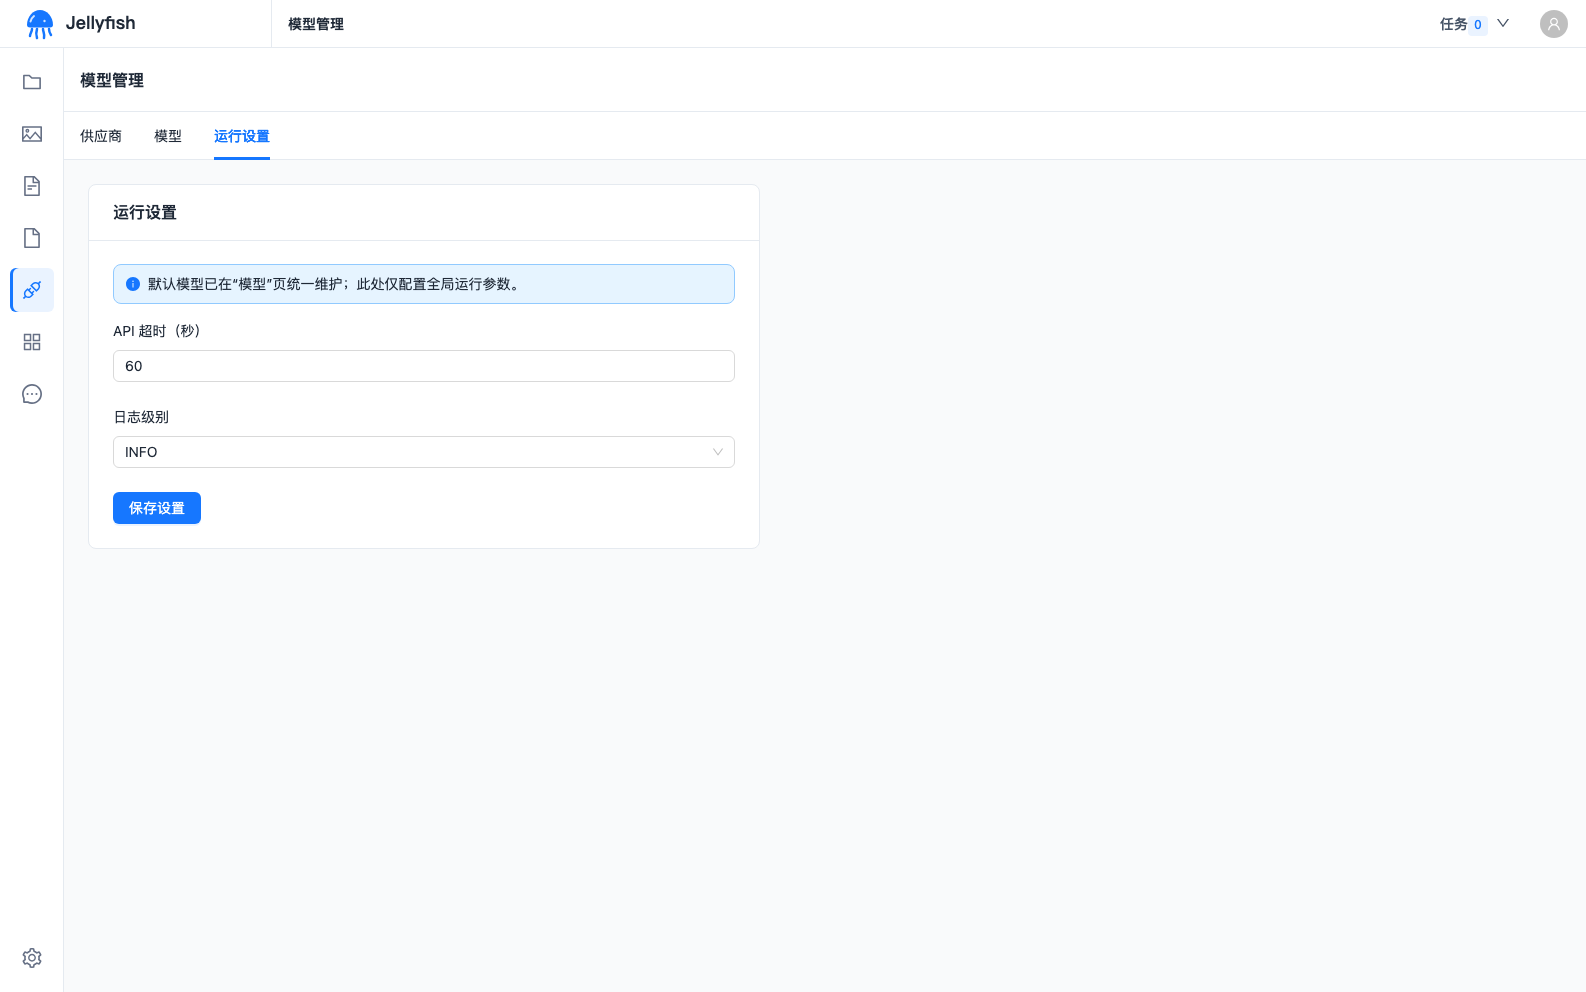 Jellyfish
模型管理
任务 0
模型管理
供应商 模型 运行设置
运行设置
默认模型已在“模型”页统一维护；此处仅配置全局运行参数。
API 超时（秒）
60
日志级别
INFO
保存设置